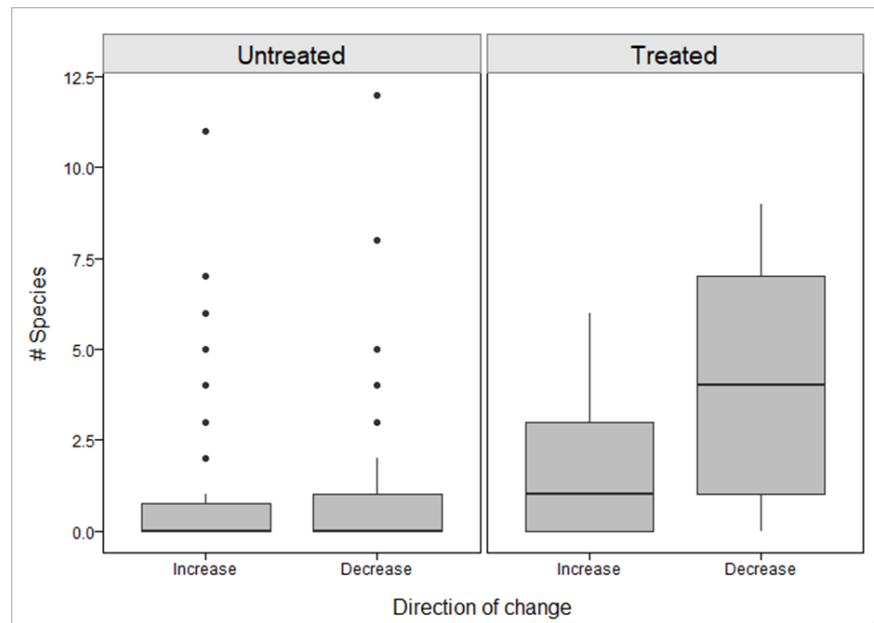 Untreated Treated
12.5
10.0
7.5
5.0
2.5
0.0
# Species
Increase Decrease Increase Decrease
Direction of change